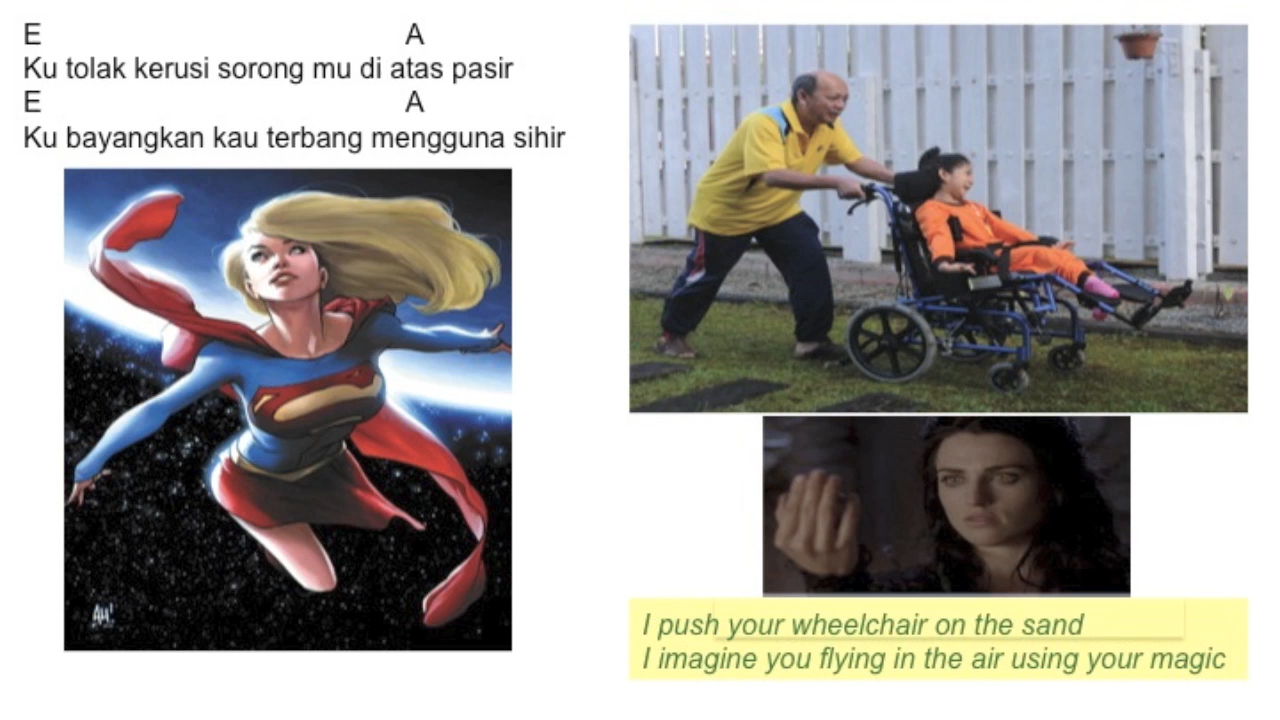 E A
Ku tolak kerusi sorong mu di atas pasir
E A
Ku bayangkan kau terbang mengguna sihir
AH!
I push your wheelchair on the sand
I imagine you flying in the air using your magic